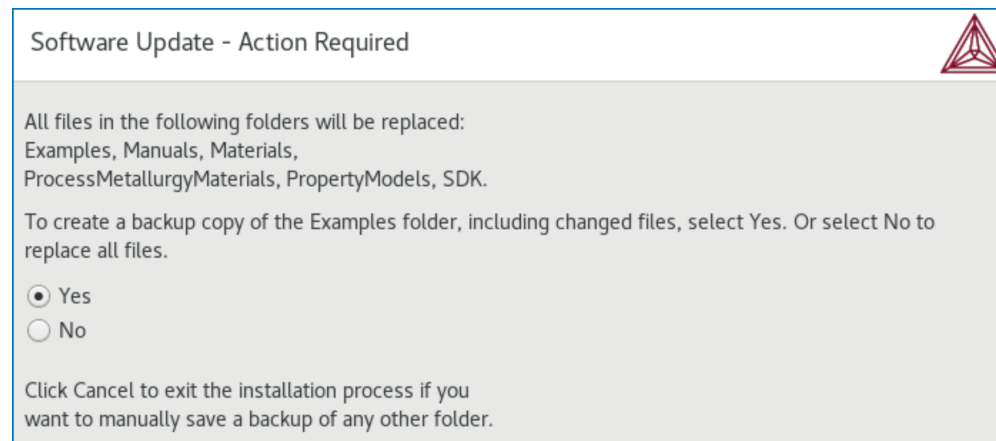 Software Update - Action Required
All files in the following folders will be replaced:
Examples, Manuals, Materials,
ProcessMetallurgyMaterials, PropertyModels, SDK.
To create a backup copy of the Examples folder, including changed files, select Yes. Or select No to
replace all files.
Yes
No
Click Cancel to exit the installation process if you
want to manually save a backup of any other folder.